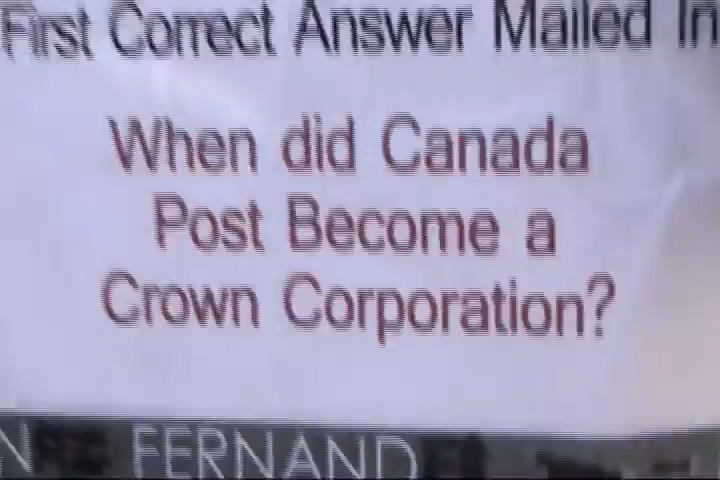 First Correct Answer Mailed In
When did Canada
Post Become a
Crown Corporation?
N FERNAND